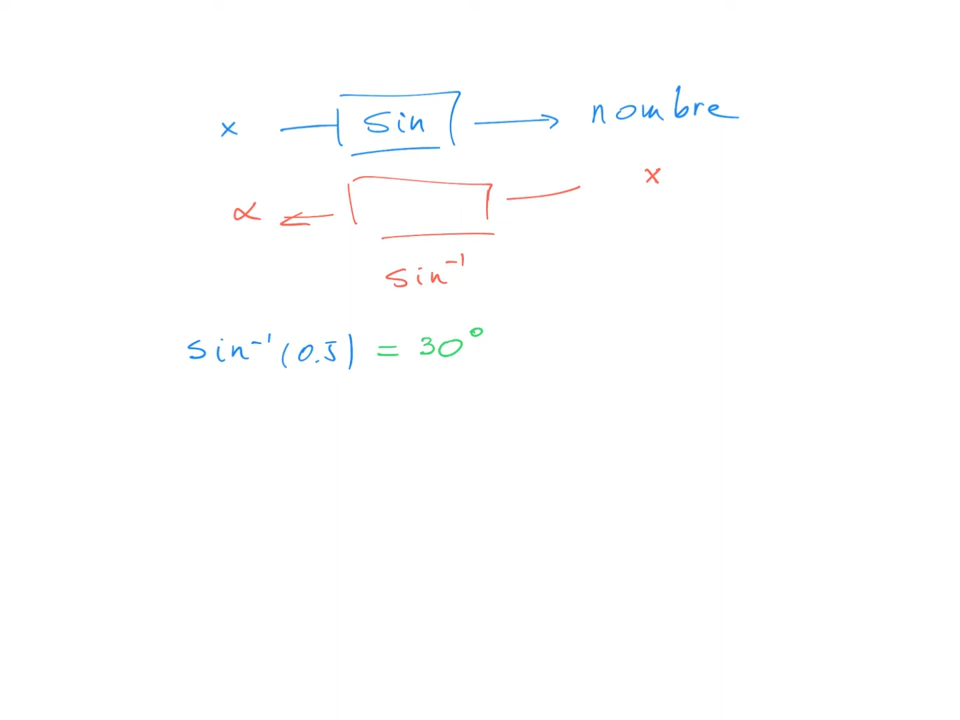 x sin nombre
α x
sin⁻¹
sin⁻¹(0.5) = 30°